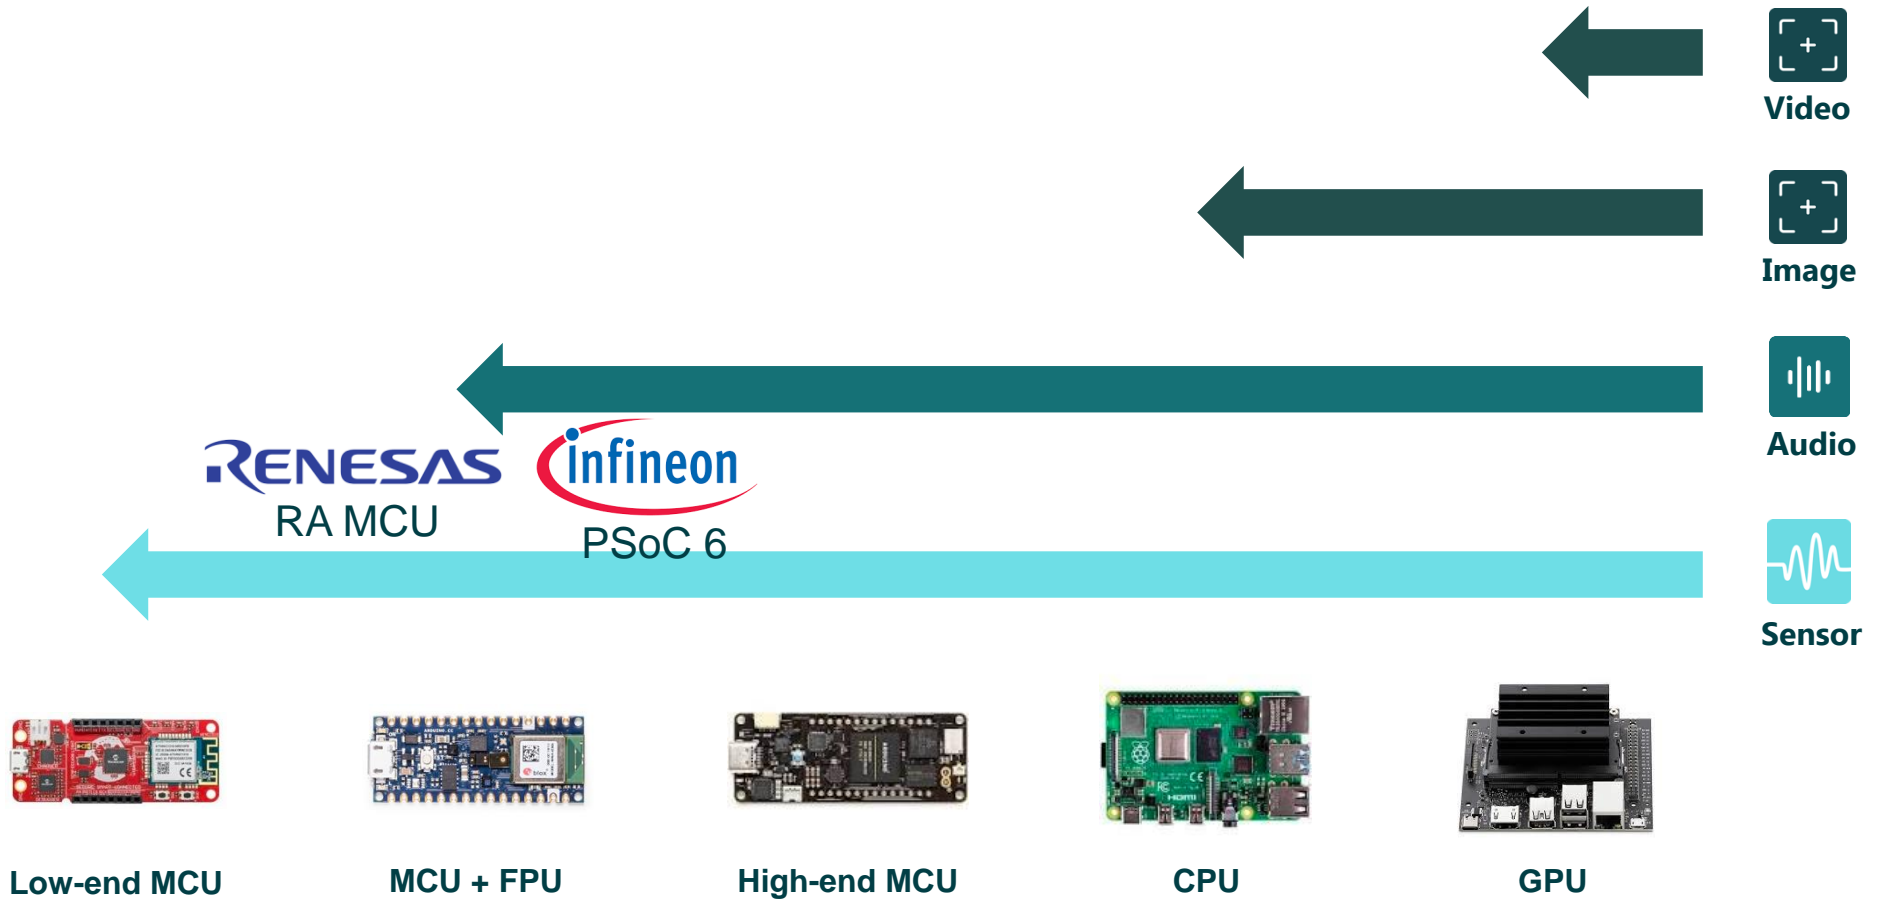 Video
Image
Audio
RENESAS
RA MCU
infineon
PSoC 6
Sensor
Low-end MCU
MCU + FPU
High-end MCU
CPU
GPU